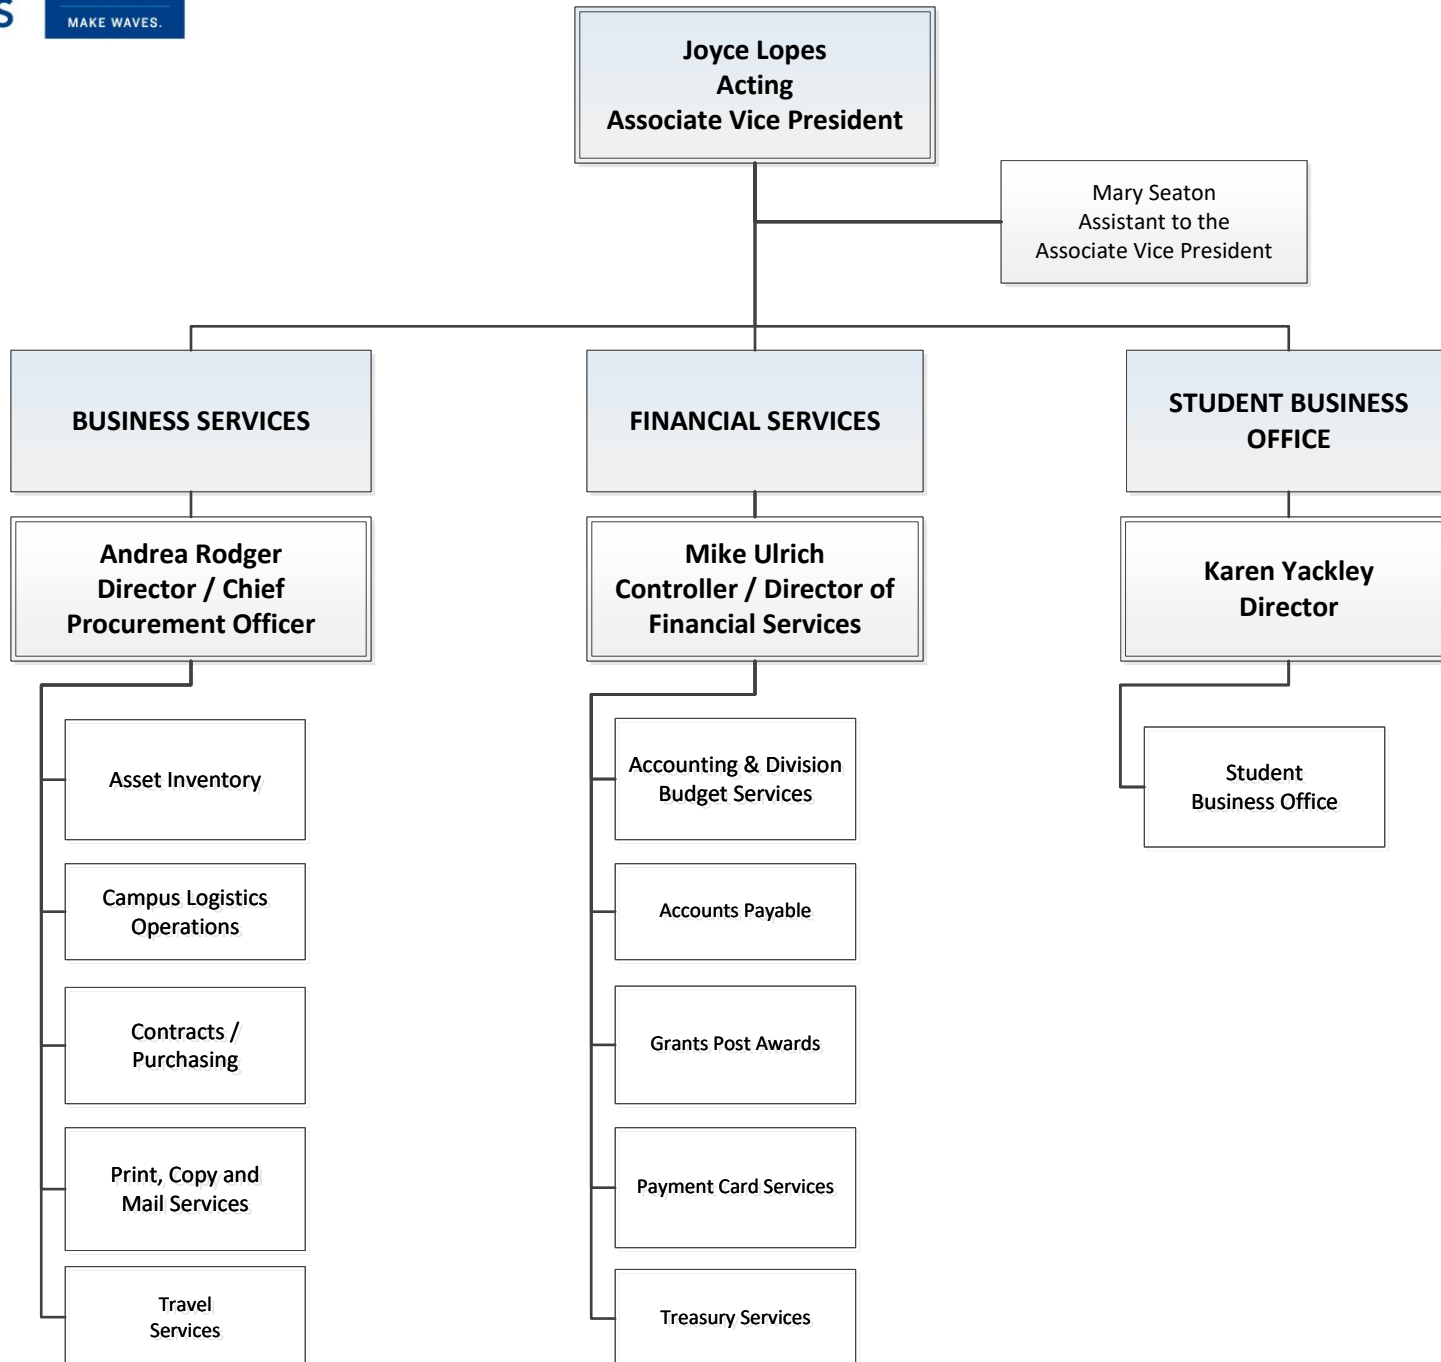 S
MAKE WAVES.
Joyce Lopes
Acting
Associate Vice President
Mary Seaton
Assistant to the
Associate Vice President
BUSINESS SERVICES
FINANCIAL SERVICES
STUDENT BUSINESS
OFFICE
Andrea Rodger
Director / Chief
Procurement Officer
Mike Ulrich
Controller / Director of
Financial Services
Karen Yackley
Director
Asset Inventory
Campus Logistics
Operations
Contracts /
Purchasing
Print, Copy and
Mail Services
Travel
Services
Accounting & Division
Budget Services
Accounts Payable
Grants Post Awards
Payment Card Services
Treasury Services
Student
Business Office